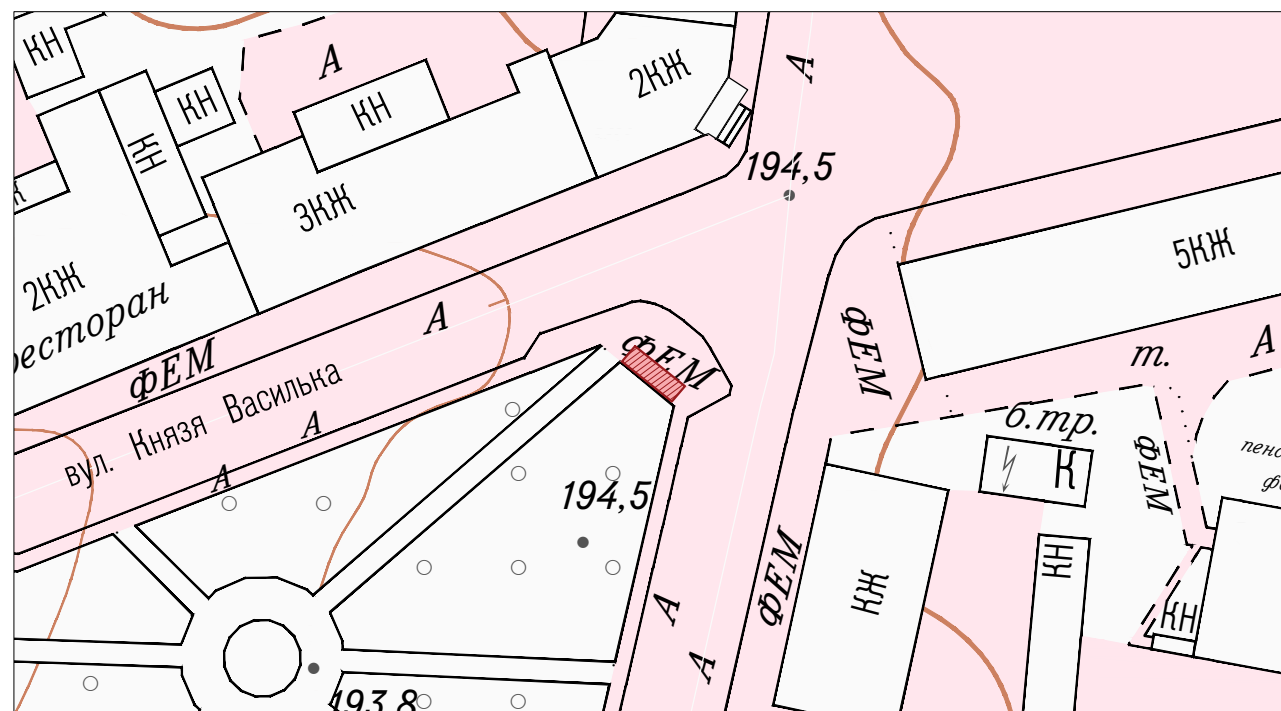 КН
А
КН
КН
КН
2КЖ
А
194,5
3КЖ
5КЖ
2КЖ
ресторан
А
фЕМ
фЕМ
фЕМ
т.
А
вул. Князя Василька
А
А
б.тр.
К
фЕМ
194,5
фЕМ
КЖ
КН
КН
А
А
193,8